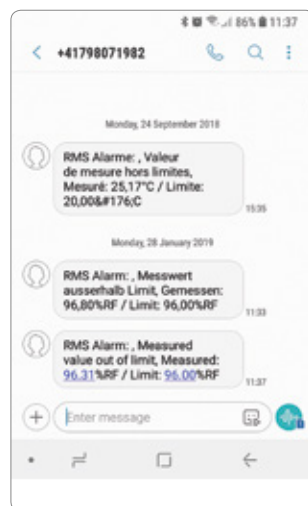 86% 11:37
+41798071982
Monday, 24 September 2018
RMS Alarme: , Valeur
de mesure hors limites,
Mesuré: 25,17°C / Limite:
20,00&#176;C
15:35
Monday, 28 January 2019
RMS Alarm: , Messwert
ausserhalb Limit, Gemessen:
96,80%RF / Limit: 96,00%RF
11:33
RMS Alarm: , Measured
value out of limit, Measured:
96.31%RF / Limit: 96.00%RF
11:37
Enter message